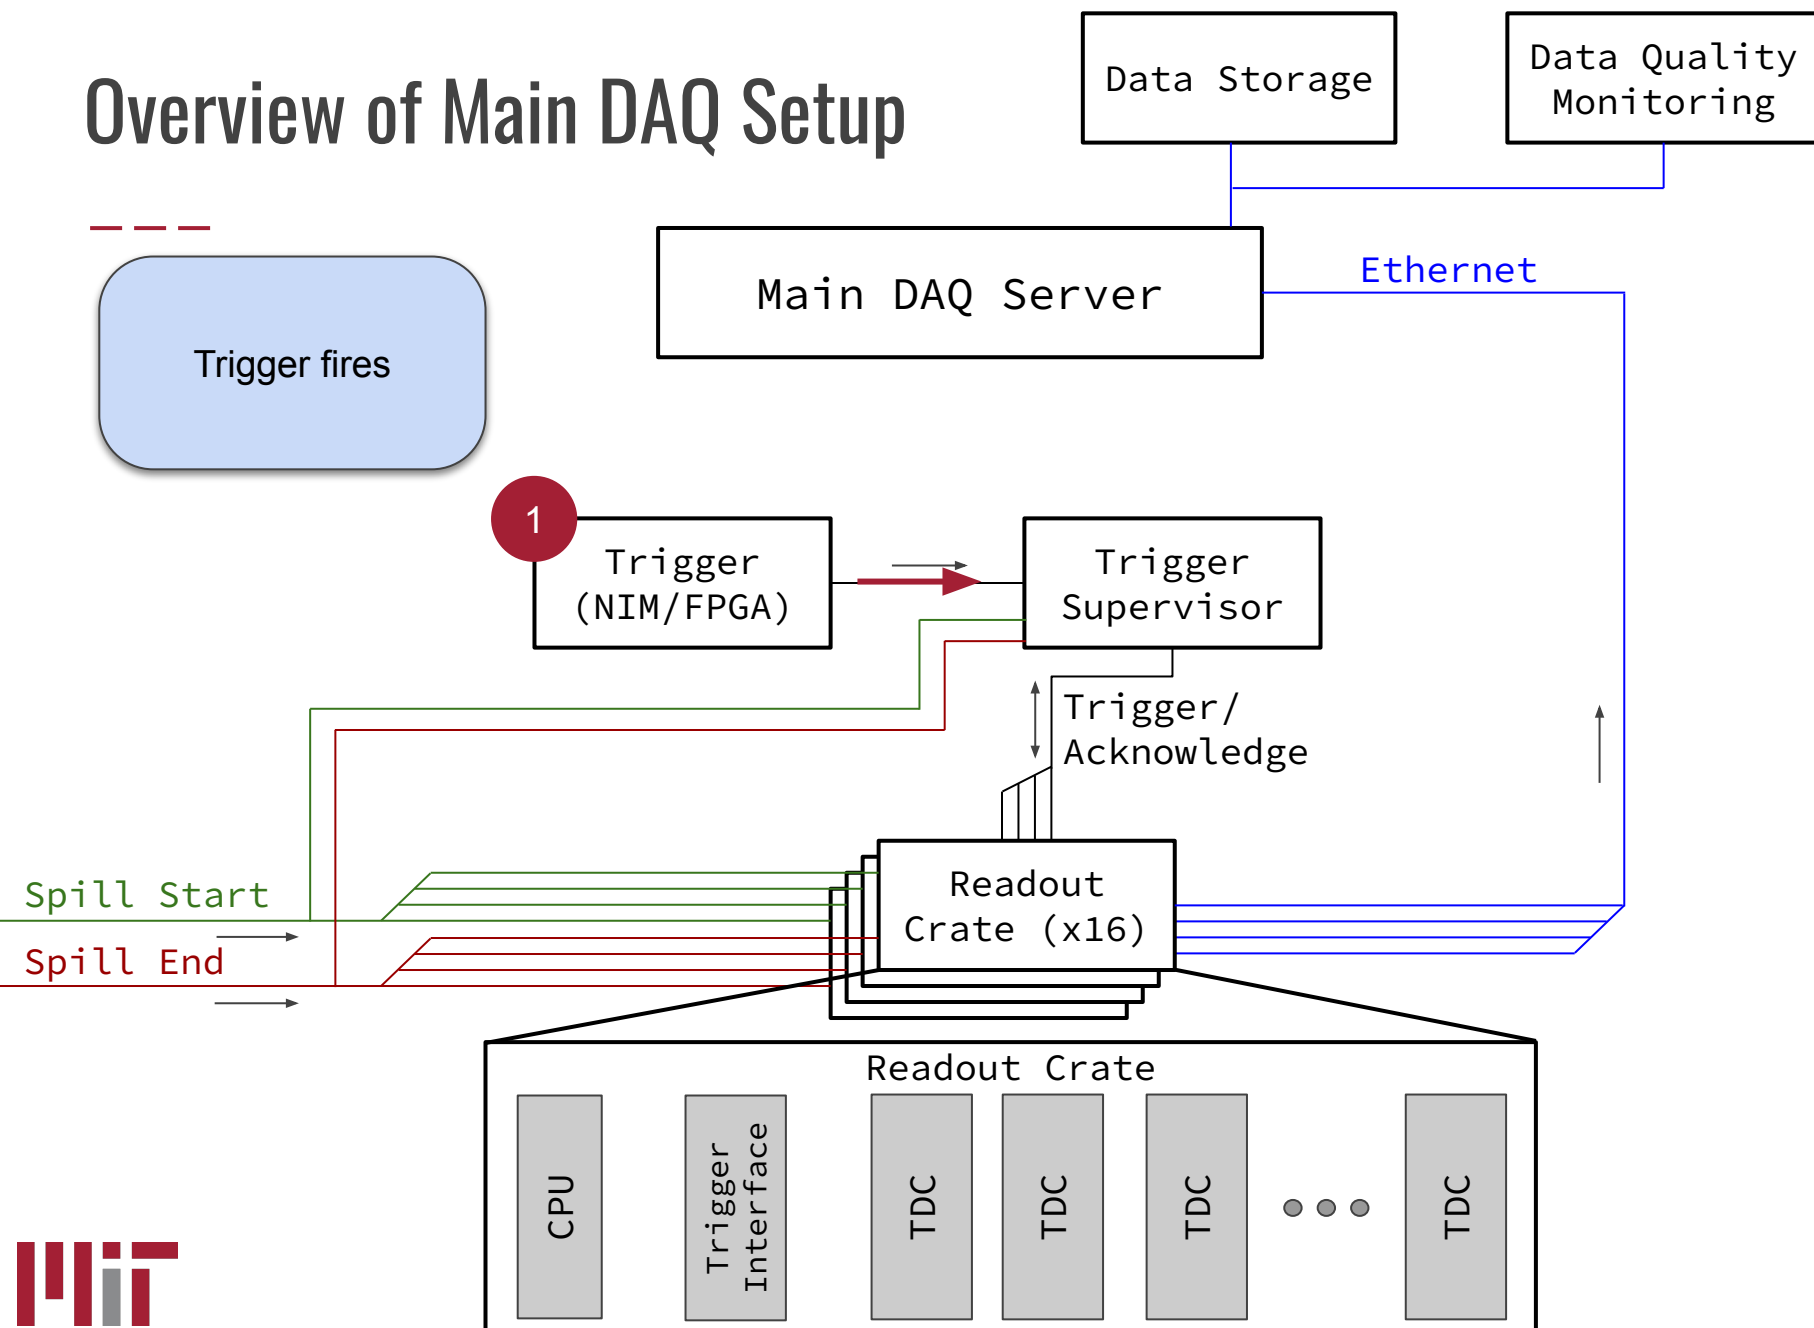 Overview of Main DAQ Setup
Data Storage
Data Quality
Monitoring
Main DAQ Server
Ethernet
Trigger fires
1
Trigger
(NIM/FPGA)
Trigger
Supervisor
Trigger/
Acknowledge
Spill Start
Spill End
Readout
Crate (x16)
Readout Crate
CPU
Trigger
Interface
TDC
TDC
TDC
TDC
MIT